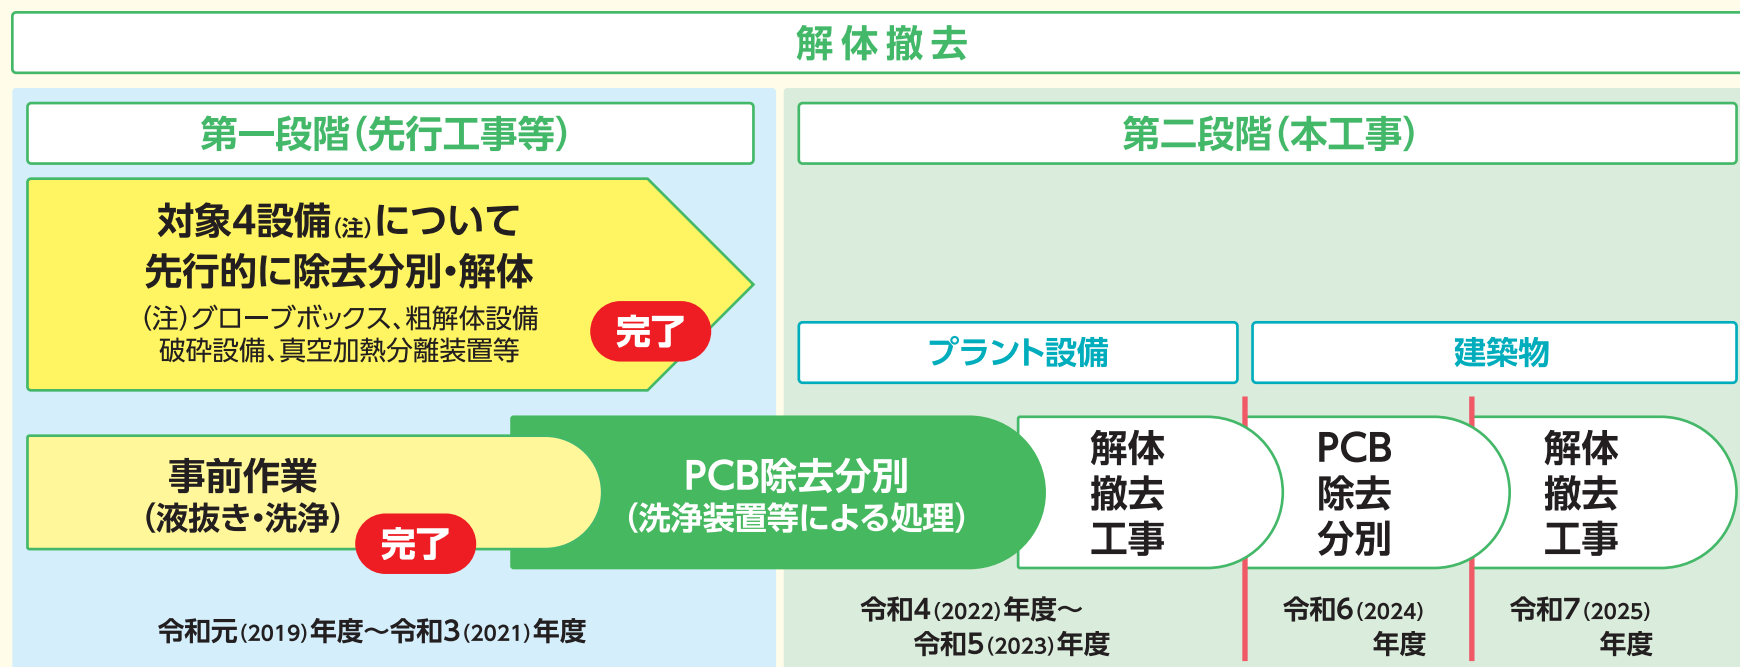 解体撤去
第一段階(先行工事等)
対象4設備(注)について
先行的に除去分別・解体
(注)グローブボックス、粗解体設備
破砕設備、真空加熱分離装置等
完了
事前作業
(液抜き・洗浄)
完了
PCB除去分別
(洗浄装置等による処理)
令和元(2019)年度～令和3(2021)年度
第二段階(本工事)
プラント設備
建築物
解体
撤去
工事
PCB
除去
分別
解体
撤去
工事
令和4(2022)年度～
令和5(2023)年度
令和6(2024)
年度
令和7(2025)
年度